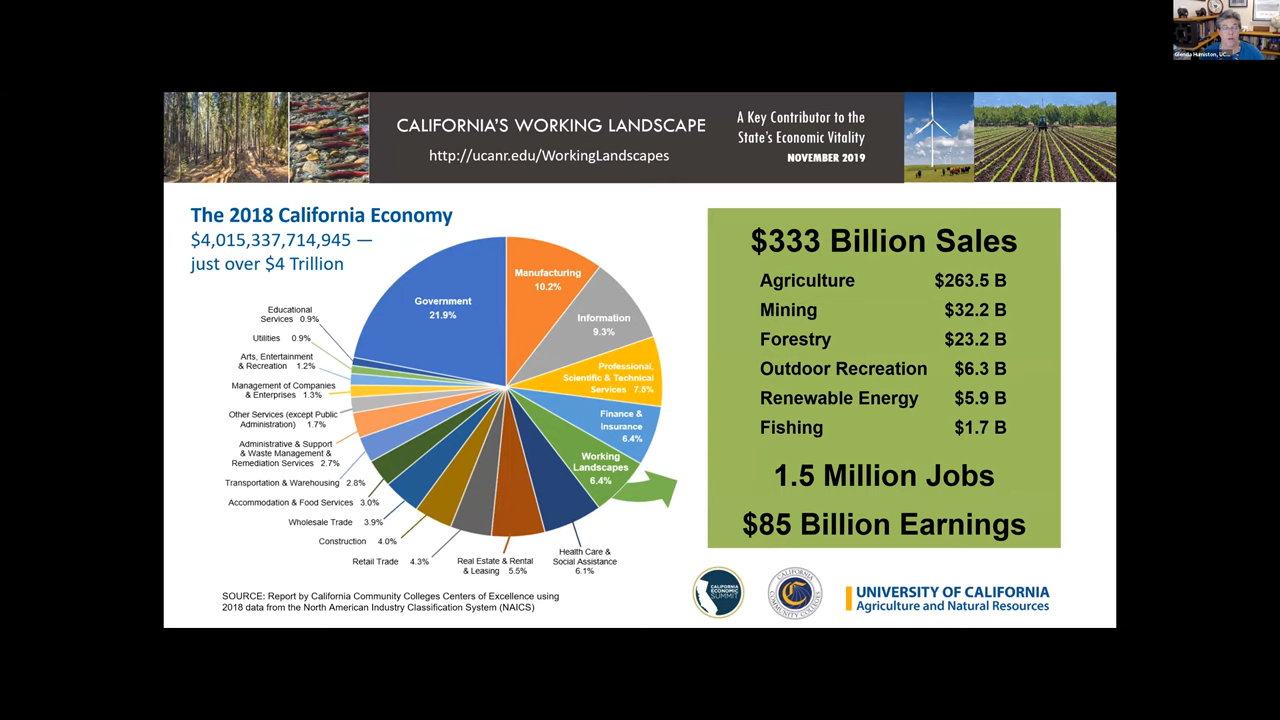 Glenda Humiston, UC...
CALIFORNIA'S WORKING LANDSCAPE
http://ucanr.edu/WorkingLandscapes
A Key Contributor to the
State's Economic Vitality
NOVEMBER 2019
The 2018 California Economy
$4,015,337,714,945 —
just over $4 Trillion
Government
21.9%
Manufacturing
10.2%
Information
9.3%
Professional,
Scientific & Technical
Services 7.8%
Finance &
Insurance
6.4%
Working
Landscapes
6.4%
Health Care &
Social Assistance
6.1%
Real Estate & Rental
& Leasing 5.5%
Retail Trade 4.3%
Construction 4.0%
Wholesale Trade 3.9%
Accommodation & Food Services 3.0%
Transportation & Warehousing 2.8%
Administrative & Support
& Waste Management &
Remediation Services 2.7%
Other Services (except Public
Administration) 1.7%
Management of Companies
& Enterprises 1.3%
Arts, Entertainment
& Recreation 1.2%
Utilities 0.9%
Educational
Services 0.9%
$333 Billion Sales
Agriculture $263.5 B
Mining $32.2 B
Forestry $23.2 B
Outdoor Recreation $6.3 B
Renewable Energy $5.9 B
Fishing $1.7 B
1.5 Million Jobs
$85 Billion Earnings
SOURCE: Report by California Community Colleges Centers of Excellence using
2018 data from the North American Industry Classification System (NAICS)
CALIFORNIA
ECONOMIC
SUMMIT
CALIFORNIA
COMMUNITY COLLEGES
UNIVERSITY OF CALIFORNIA
Agriculture and Natural Resources